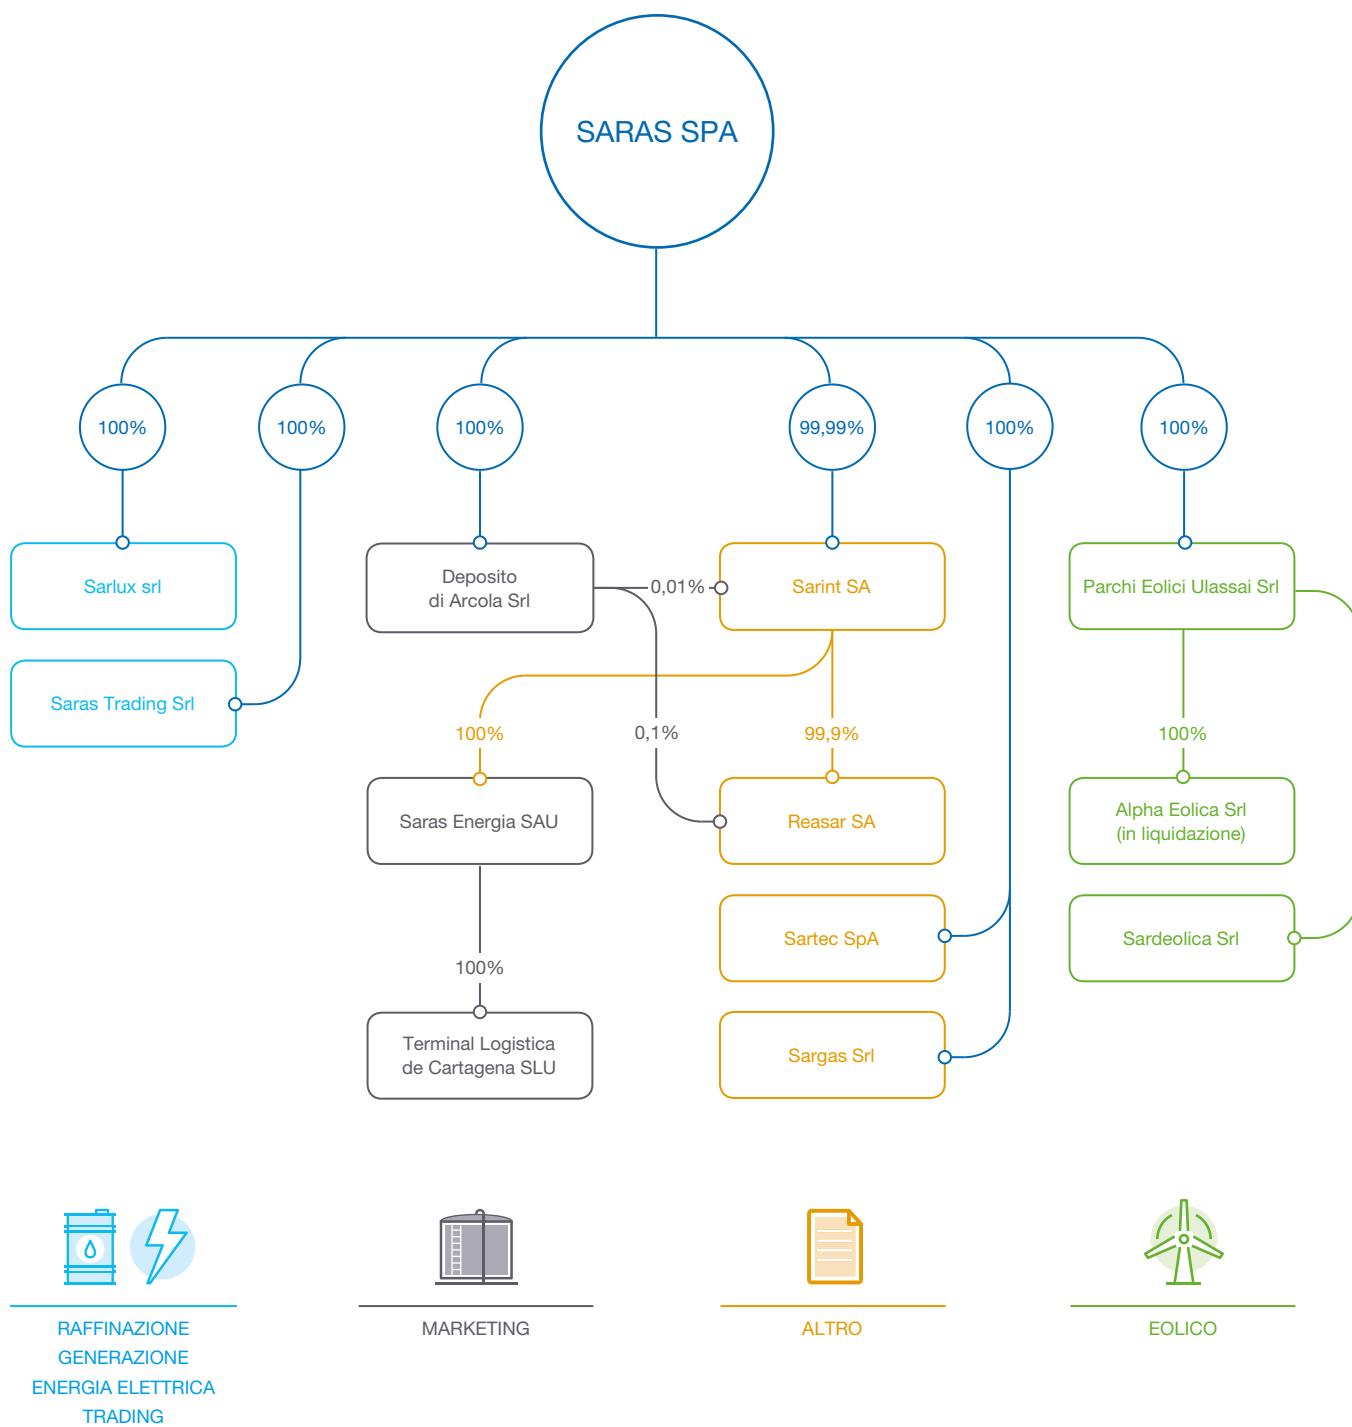 SARAS SPA
100%
100%
100%
99,99%
100%
100%
Sarlux srl
Deposito
di Arcola Srl
0,01%
Sarint SA
Parchi Eolici Ulassai Srl
Saras Trading Srl
100%
0,1%
99,9%
100%
Saras Energia SAU
Reasar SA
Alpha Eolica Srl
(in liquidazione)
Sartec SpA
Sardeolica Srl
100%
Terminal Logistica
de Cartagena SLU
Sargas Srl
RAFFINAZIONE
GENERAZIONE
ENERGIA ELETTRICA
TRADING
MARKETING
ALTRO
EOLICO